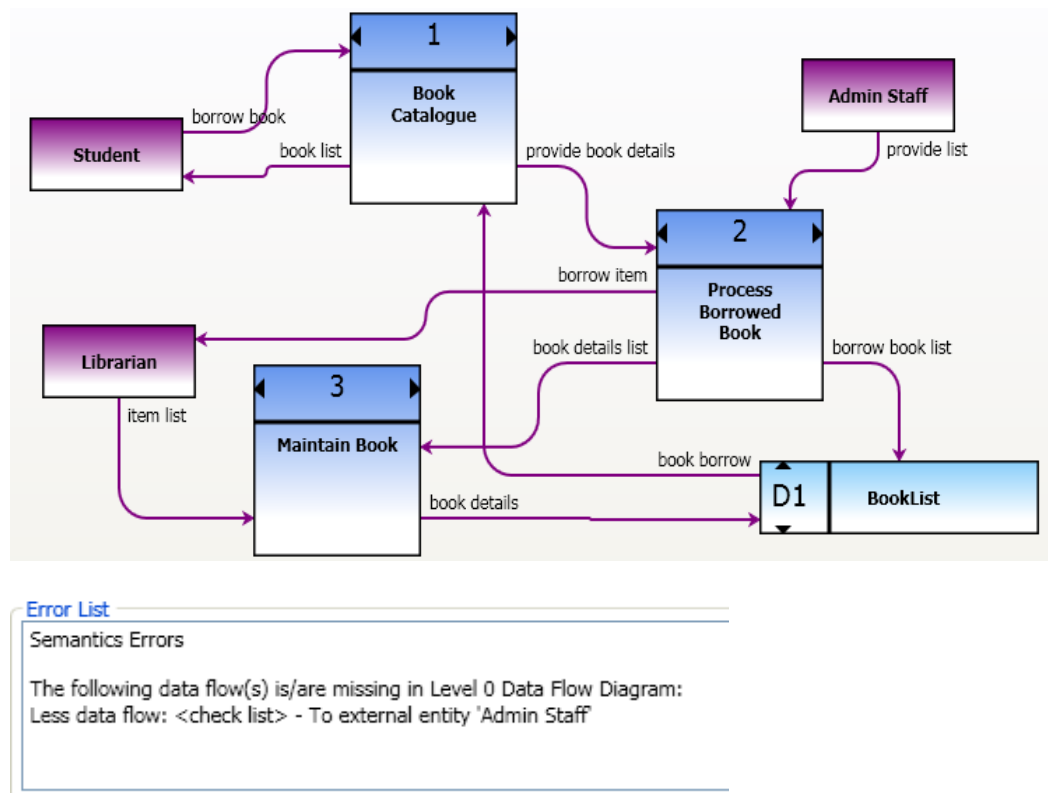 1
Book
Catalogue
Admin Staff
borrow book
Student
book list
provide book details
provide list
2
Process
Borrowed
Book
borrow item
Librarian
book details list
borrow book list
3
item list
Maintain Book
book borrow
D1
BookList
book details
Error List
Semantics Errors
The following data flow(s) is/are missing in Level 0 Data Flow Diagram:
Less data flow: <check list> - To external entity 'Admin Staff'